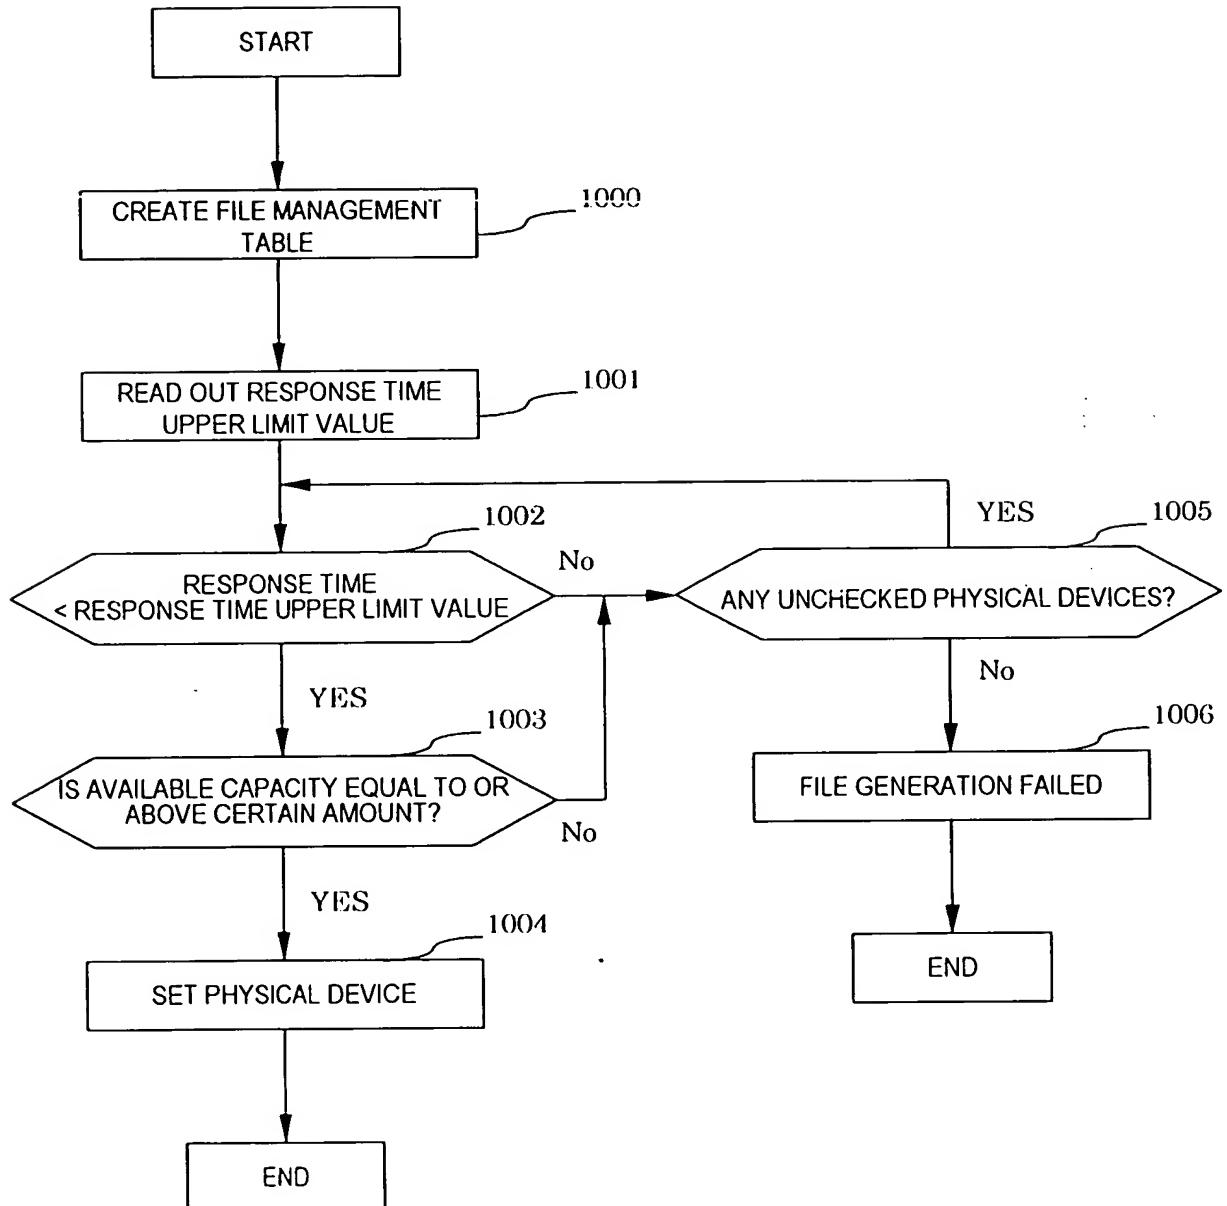 START
CREATE FILE MANAGEMENT
TABLE
1000
READ OUT RESPONSE TIME
UPPER LIMIT VALUE
1001
1002
RESPONSE TIME
< RESPONSE TIME UPPER LIMIT VALUE
No
YES
1005
ANY UNCHECKED PHYSICAL DEVICES?
YES
No
1003
IS AVAILABLE CAPACITY EQUAL TO OR
ABOVE CERTAIN AMOUNT?
No
1006
FILE GENERATION FAILED
YES
1004
SET PHYSICAL DEVICE
END
END